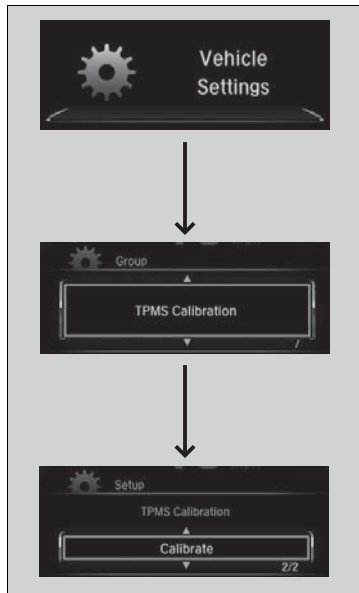 Vehicle
Settings
Group
TPMS Calibration
/
Setup
TPMS Calibration
Calibrate
2/2